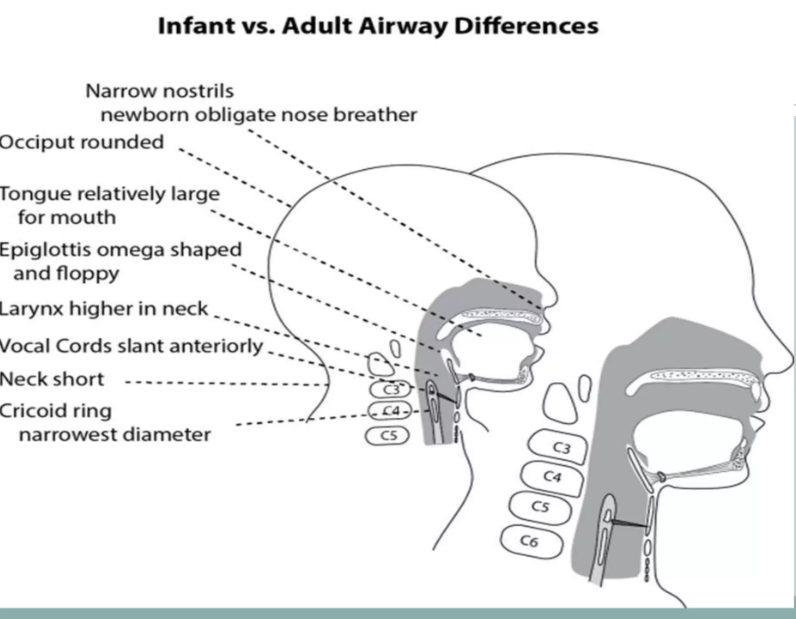 Infant vs. Adult Airway Differences
Narrow nostrils
newborn obligate nose breather
Occiput rounded
Tongue relatively large
for mouth
Epiglottis omega shaped
and floppy
Larynx higher in neck
Vocal Cords slant anteriorly
Neck short
Cricoid ring
narrowest diameter
C3
C4
C5
C3
C4
C5
C6